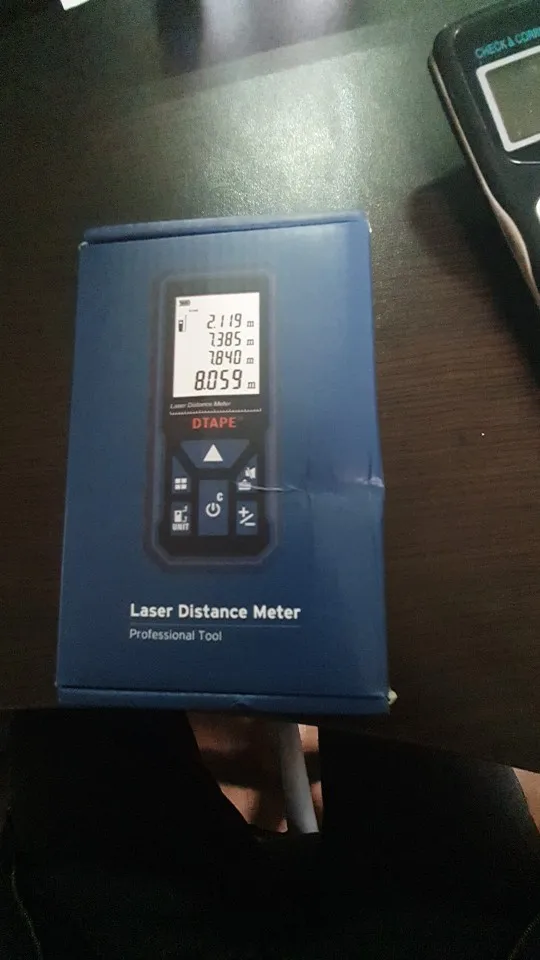 CHECK & CORR
2.119 m
7.385 m
7.840 m
8.059 m
Laser Distance Meter
DTAPE
C
UNIT
Laser Distance Meter
Professional Tool